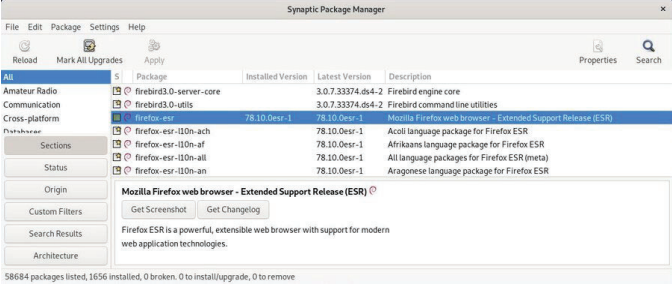 Synaptic Package Manager
File Edit Package Settings Help
Reload Mark All Upgrades Apply Properties Search
All
Amateur Radio
Communication
Cross-platform
Databases
Sections
Status
Origin
Custom Filters
Search Results
Architecture
S Package Installed Version Latest Version Description
firebird3.0-server-core 3.0.7.33374.ds4-2 Firebird engine core
firebird3.0-utils 3.0.7.33374.ds4-2 Firebird command line utilities
firefox-esr 78.10.0esr-1 78.10.0esr-1 Mozilla Firefox web browser - Extended Support Release (ESR)
firefox-esr-l10n-ach 78.10.0esr-1 Acoli language package for Firefox ESR
firefox-esr-l10n-af 78.10.0esr-1 Afrikaans language package for Firefox ESR
firefox-esr-l10n-all 78.10.0esr-1 All language packages for Firefox ESR (meta)
firefox-esr-l10n-an 78.10.0esr-1 Aragonese language package for Firefox ESR
Mozilla Firefox web browser - Extended Support Release (ESR)
Get Screenshot Get Changelog
Firefox ESR is a powerful, extensible web browser with support for modern
web application technologies.
58684 packages listed, 1656 installed, 0 broken. 0 to install/upgrade, 0 to remove